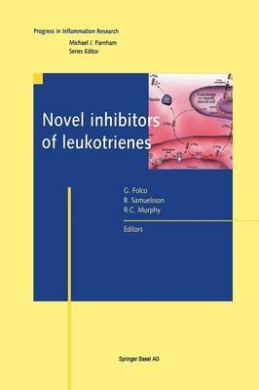 Progress in Inflammation Research
Michael J. Parnham
Series Editor
Novel inhibitors
of leukotrienes
G. Folco
B. Samuelsson
R.C. Murphy
Editors
Springer Basel AG